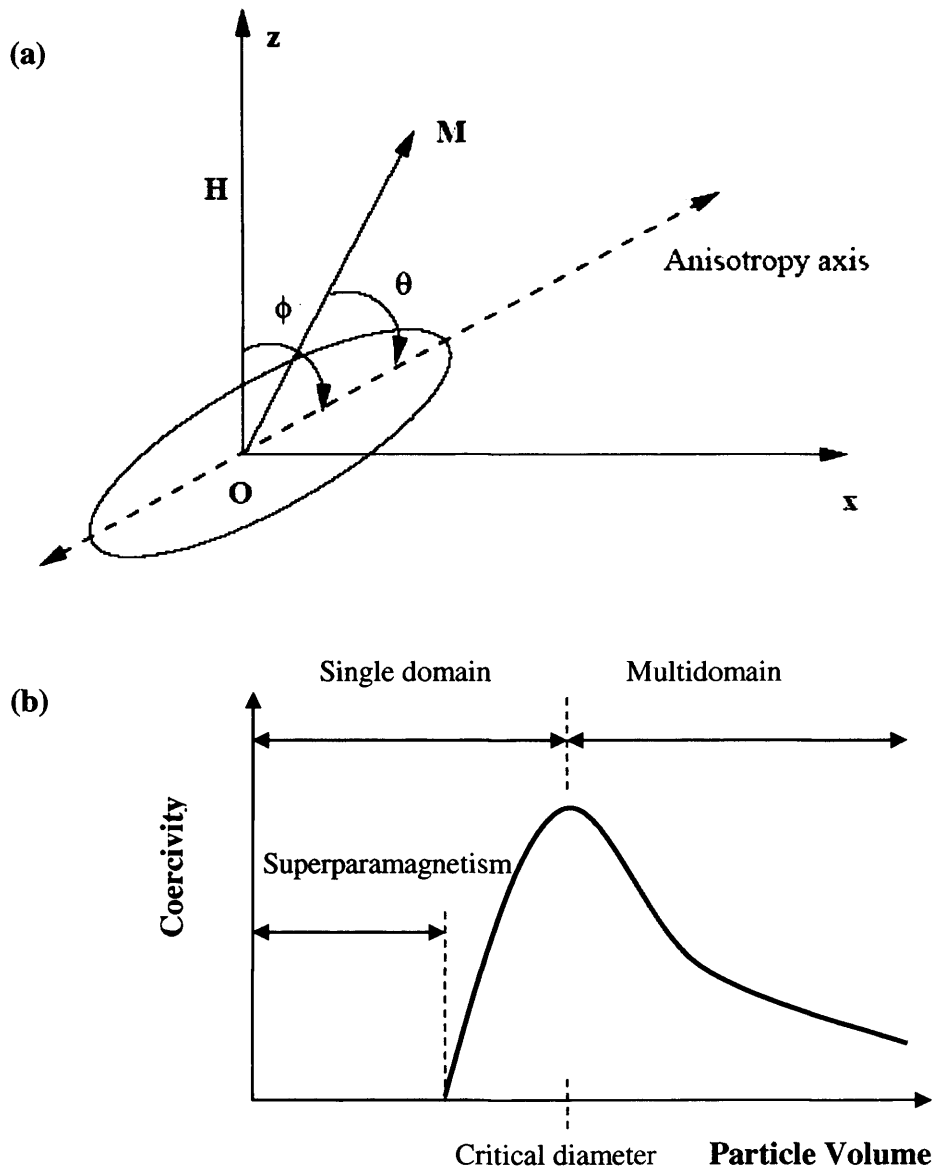 (a)
z
M
H
Anisotropy axis
θ
ϕ
O
x
Single domain
Multidomain
(b)
Coercivity
Superparamagnetism
Critical diameter
Particle Volume